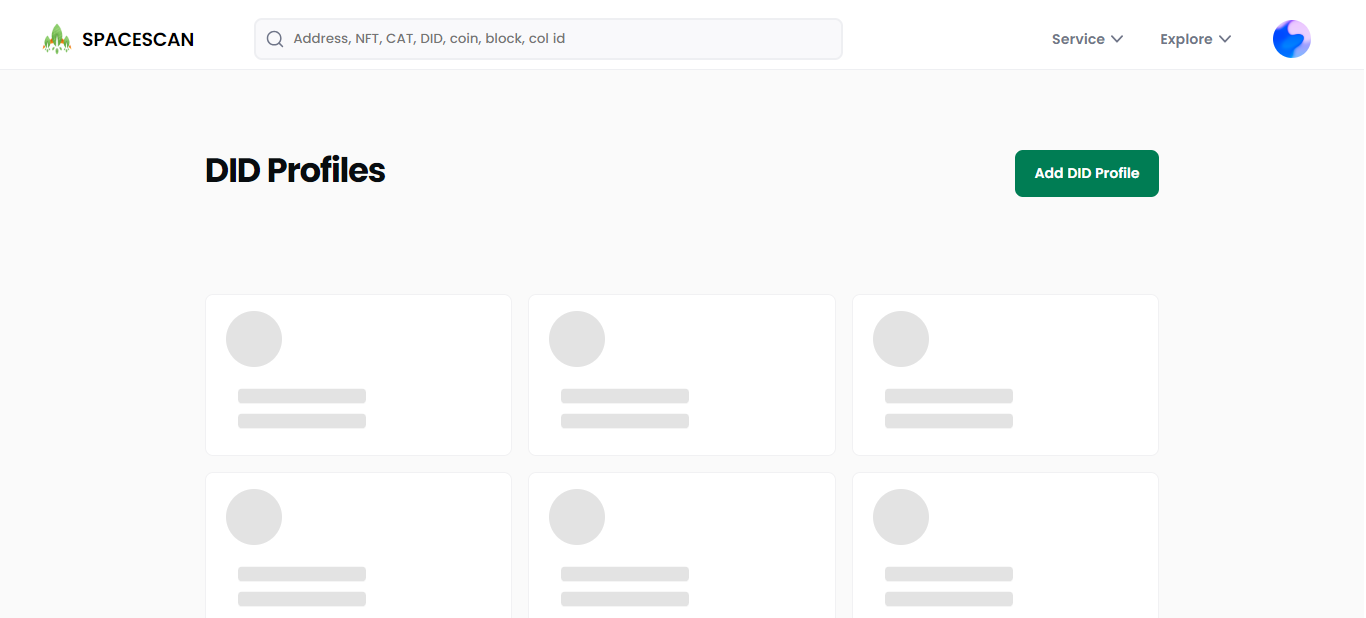 SPACESCAN
Address, NFT, CAT, DID, coin, block, col id
Service
Explore
DID Profiles
Add DID Profile